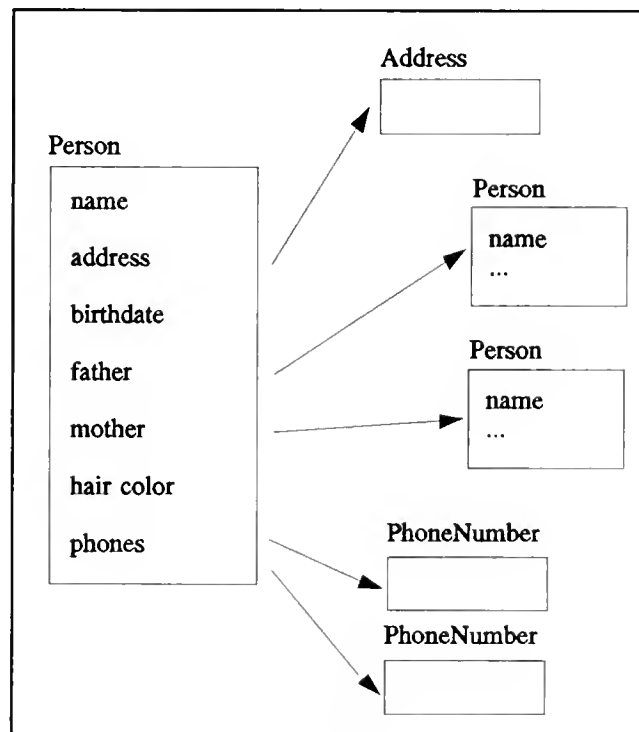 Address
Person
name
address
birthdate
father
mother
hair color
phones
Person
name
...
Person
name
...
PhoneNumber
PhoneNumber